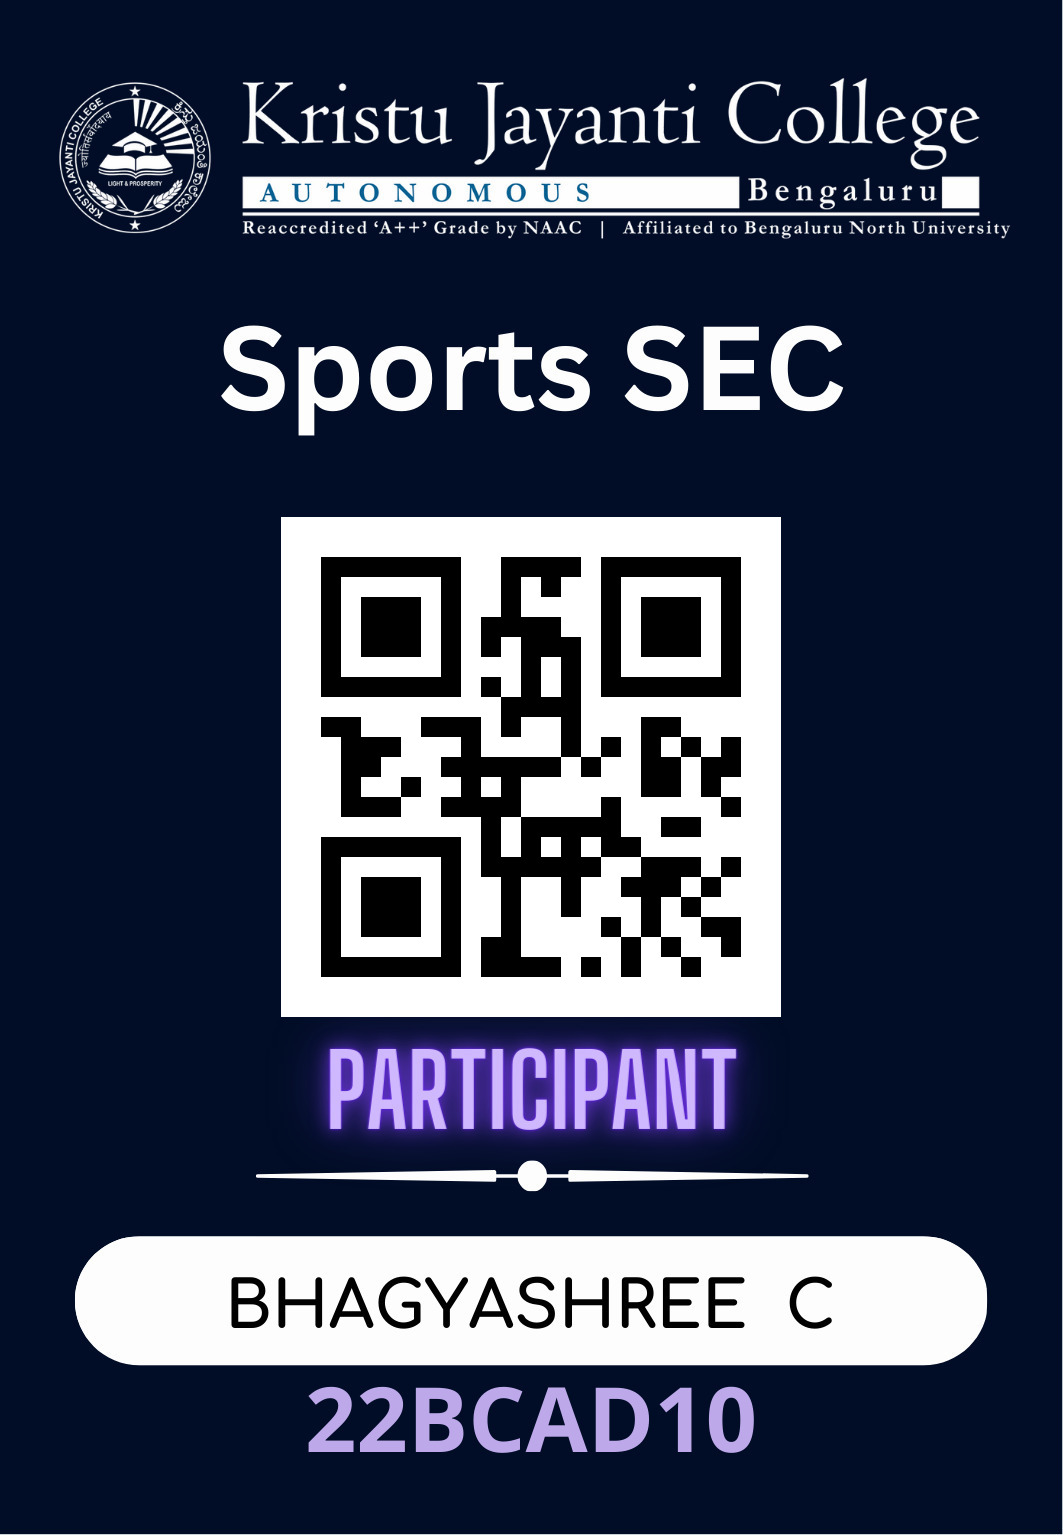 KRISTU JAYANTI COLLEGE
ಕ್ರಿಸ್ತು ಜಯಂತಿ ಕಾಲೇಜು
LIGHT & PROSPERITY
Kristu Jayanti College
AUTONOMOUS Bengaluru
Reaccredited ‘A++’ Grade by NAAC | Affiliated to Bengaluru North University
Sports SEC
PARTICIPANT
BHAGYASHREE C
22BCAD10